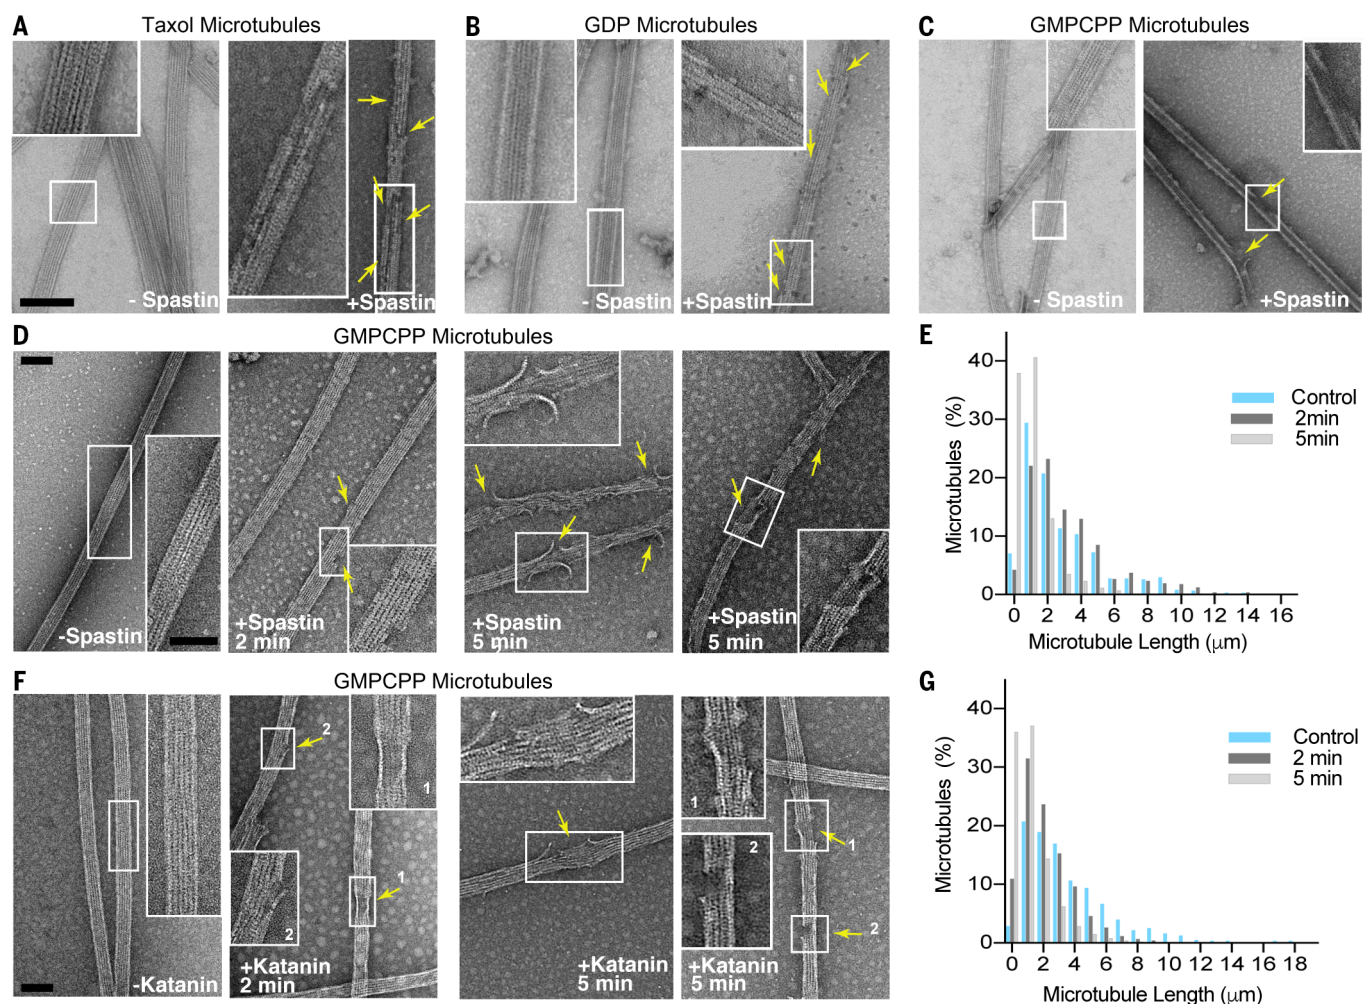 A
Taxol Microtubules
- Spastin
+Spastin
B
GDP Microtubules
- Spastin
+Spastin
C
GMPCPP Microtubules
- Spastin
+Spastin
D
GMPCPP Microtubules
-Spastin
+Spastin
2 min
+Spastin
5 min
+Spastin
5 min
E
Microtubules (%)
40
30
20
10
0
0 2 4 6 8 10 12 14 16
Microtubule Length (μm)
Control
2min
5min
F
GMPCPP Microtubules
-Katanin
2
1
1
2
+Katanin
2 min
+Katanin
5 min
1
2
1
2
+Katanin
5 min
G
Microtubules (%)
40
30
20
10
0
0 2 4 6 8 10 12 14 16 18
Microtubule Length (μm)
Control
2 min
5 min